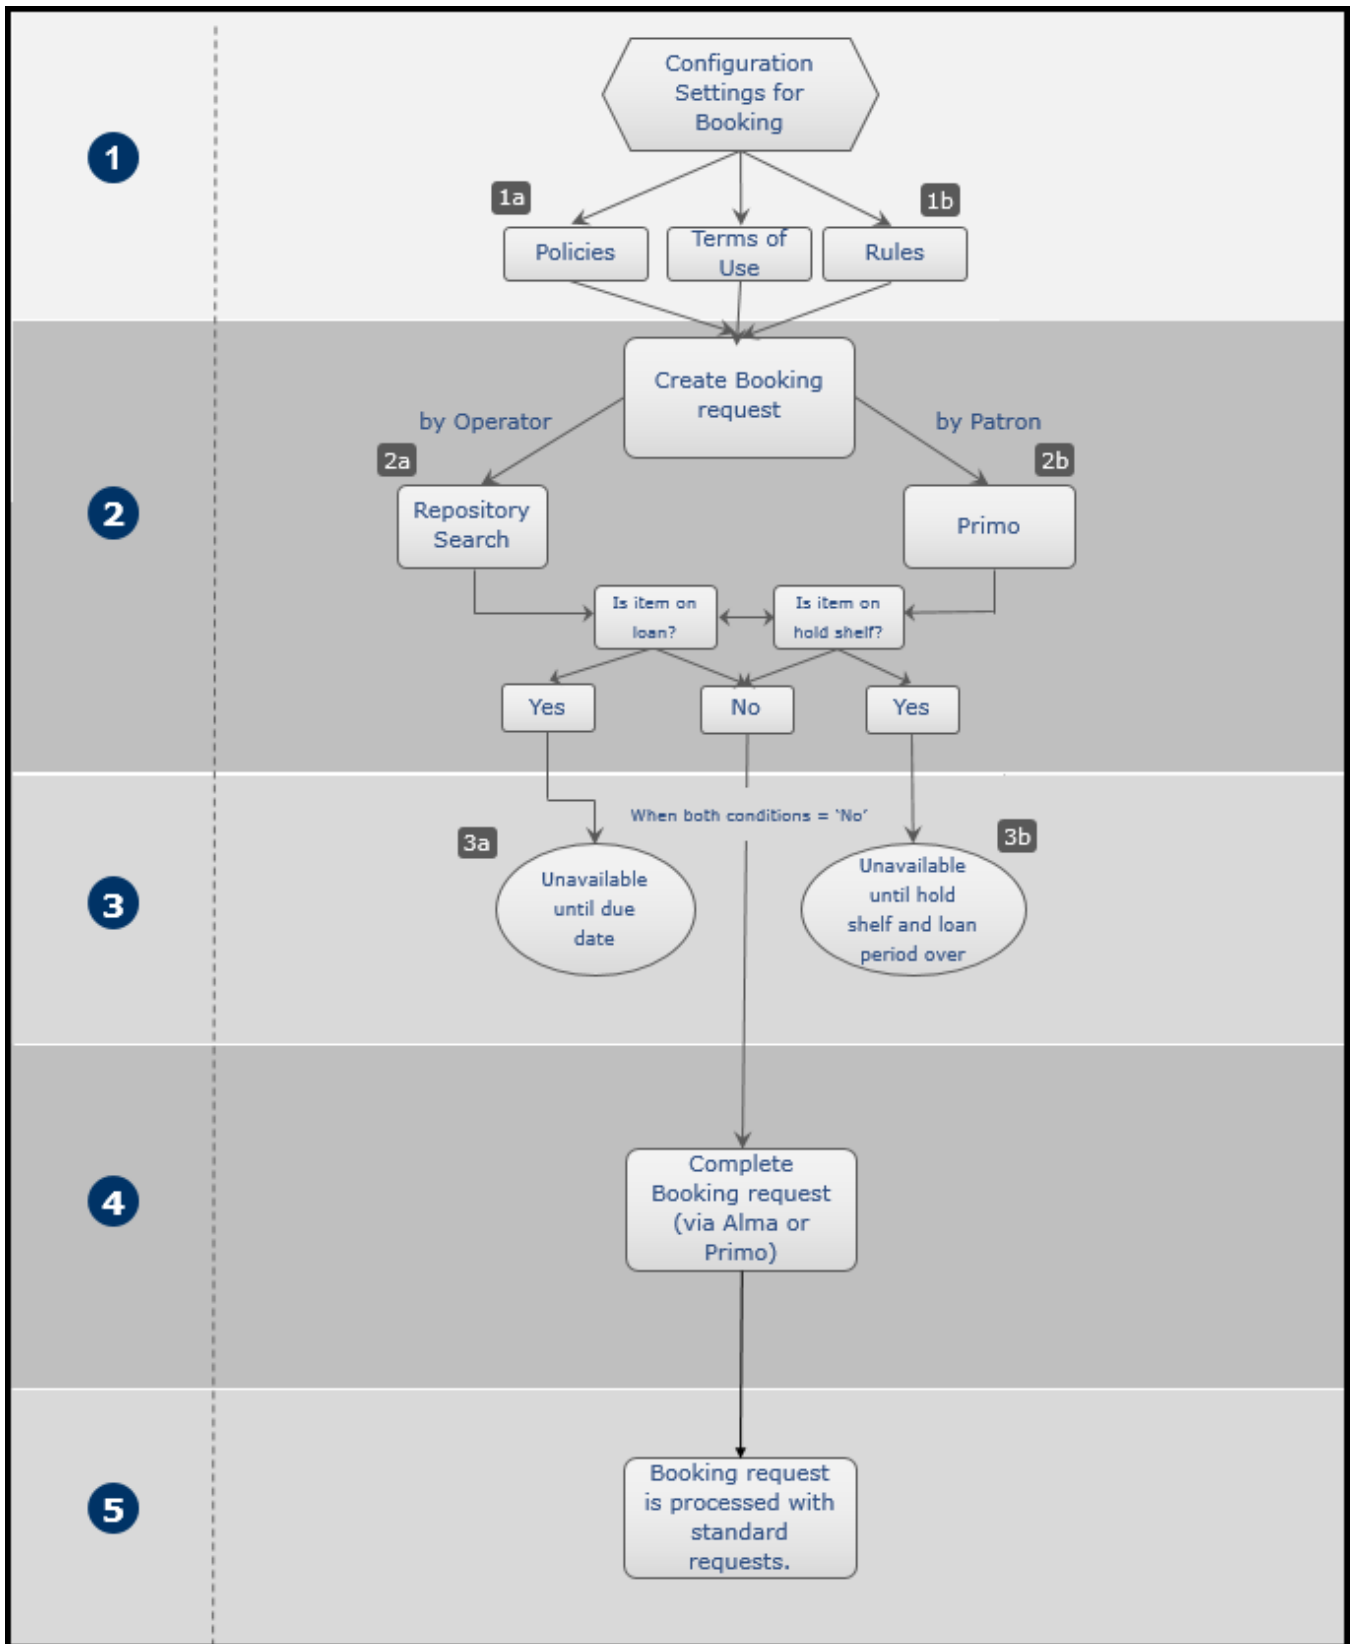 Configuration
Settings for
Booking
1
1a
1b
Policies
Terms of
Use
Rules
Create Booking
request
by Operator
by Patron
2a
2b
2
Repository
Search
Primo
Is item on
loan?
Is item on
hold shelf?
Yes
No
Yes
When both conditions = ‘No’
3a
3b
3
Unavailable
until due
date
Unavailable
until hold
shelf and loan
period over
4
Complete
Booking request
(via Alma or
Primo)
5
Booking request
is processed with
standard
requests.